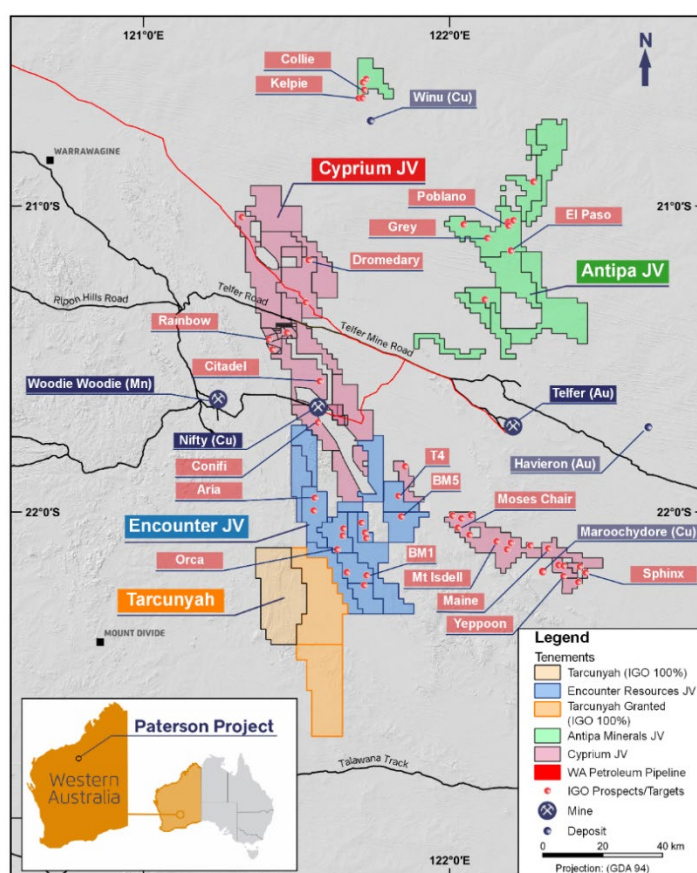 121°0'E
122°0'E
N
Collie
Kelpie
Winu (Cu)
WARRAWAGINE
Cyprium JV
21°0'S
21°0'S
Poblano
El Paso
Grey
Dromedary
Antipa JV
Ripon Hills Road
Telfer Road
Telfer Mine Road
Rainbow
Citadel
Woodie Woodie (Mn)
Telfer (Au)
Nifty (Cu)
Conifi
Havieron (Au)
T4
Aria
BM5
Moses Chair
22°0'S
22°0'S
Encounter JV
Maroochydore (Cu)
Orca
BM1
Mt Isdell
Sphinx
Tarcunyah
Maine
Yeppoon
MOUNT DIVIDE
Legend
Tenements
Tarcunyah (IGO 100%)
Encounter Resources JV
Tarcunyah Granted
(IGO 100%)
Antipa Minerals JV
Cyprium JV
WA Petroleum Pipeline
IGO Prospects/Targets
Mine
Deposit
0 20 40 km
Projection: (GDA 94)
Paterson Project
Western
Australia
Talawana Track
121°0'E
122°0'E